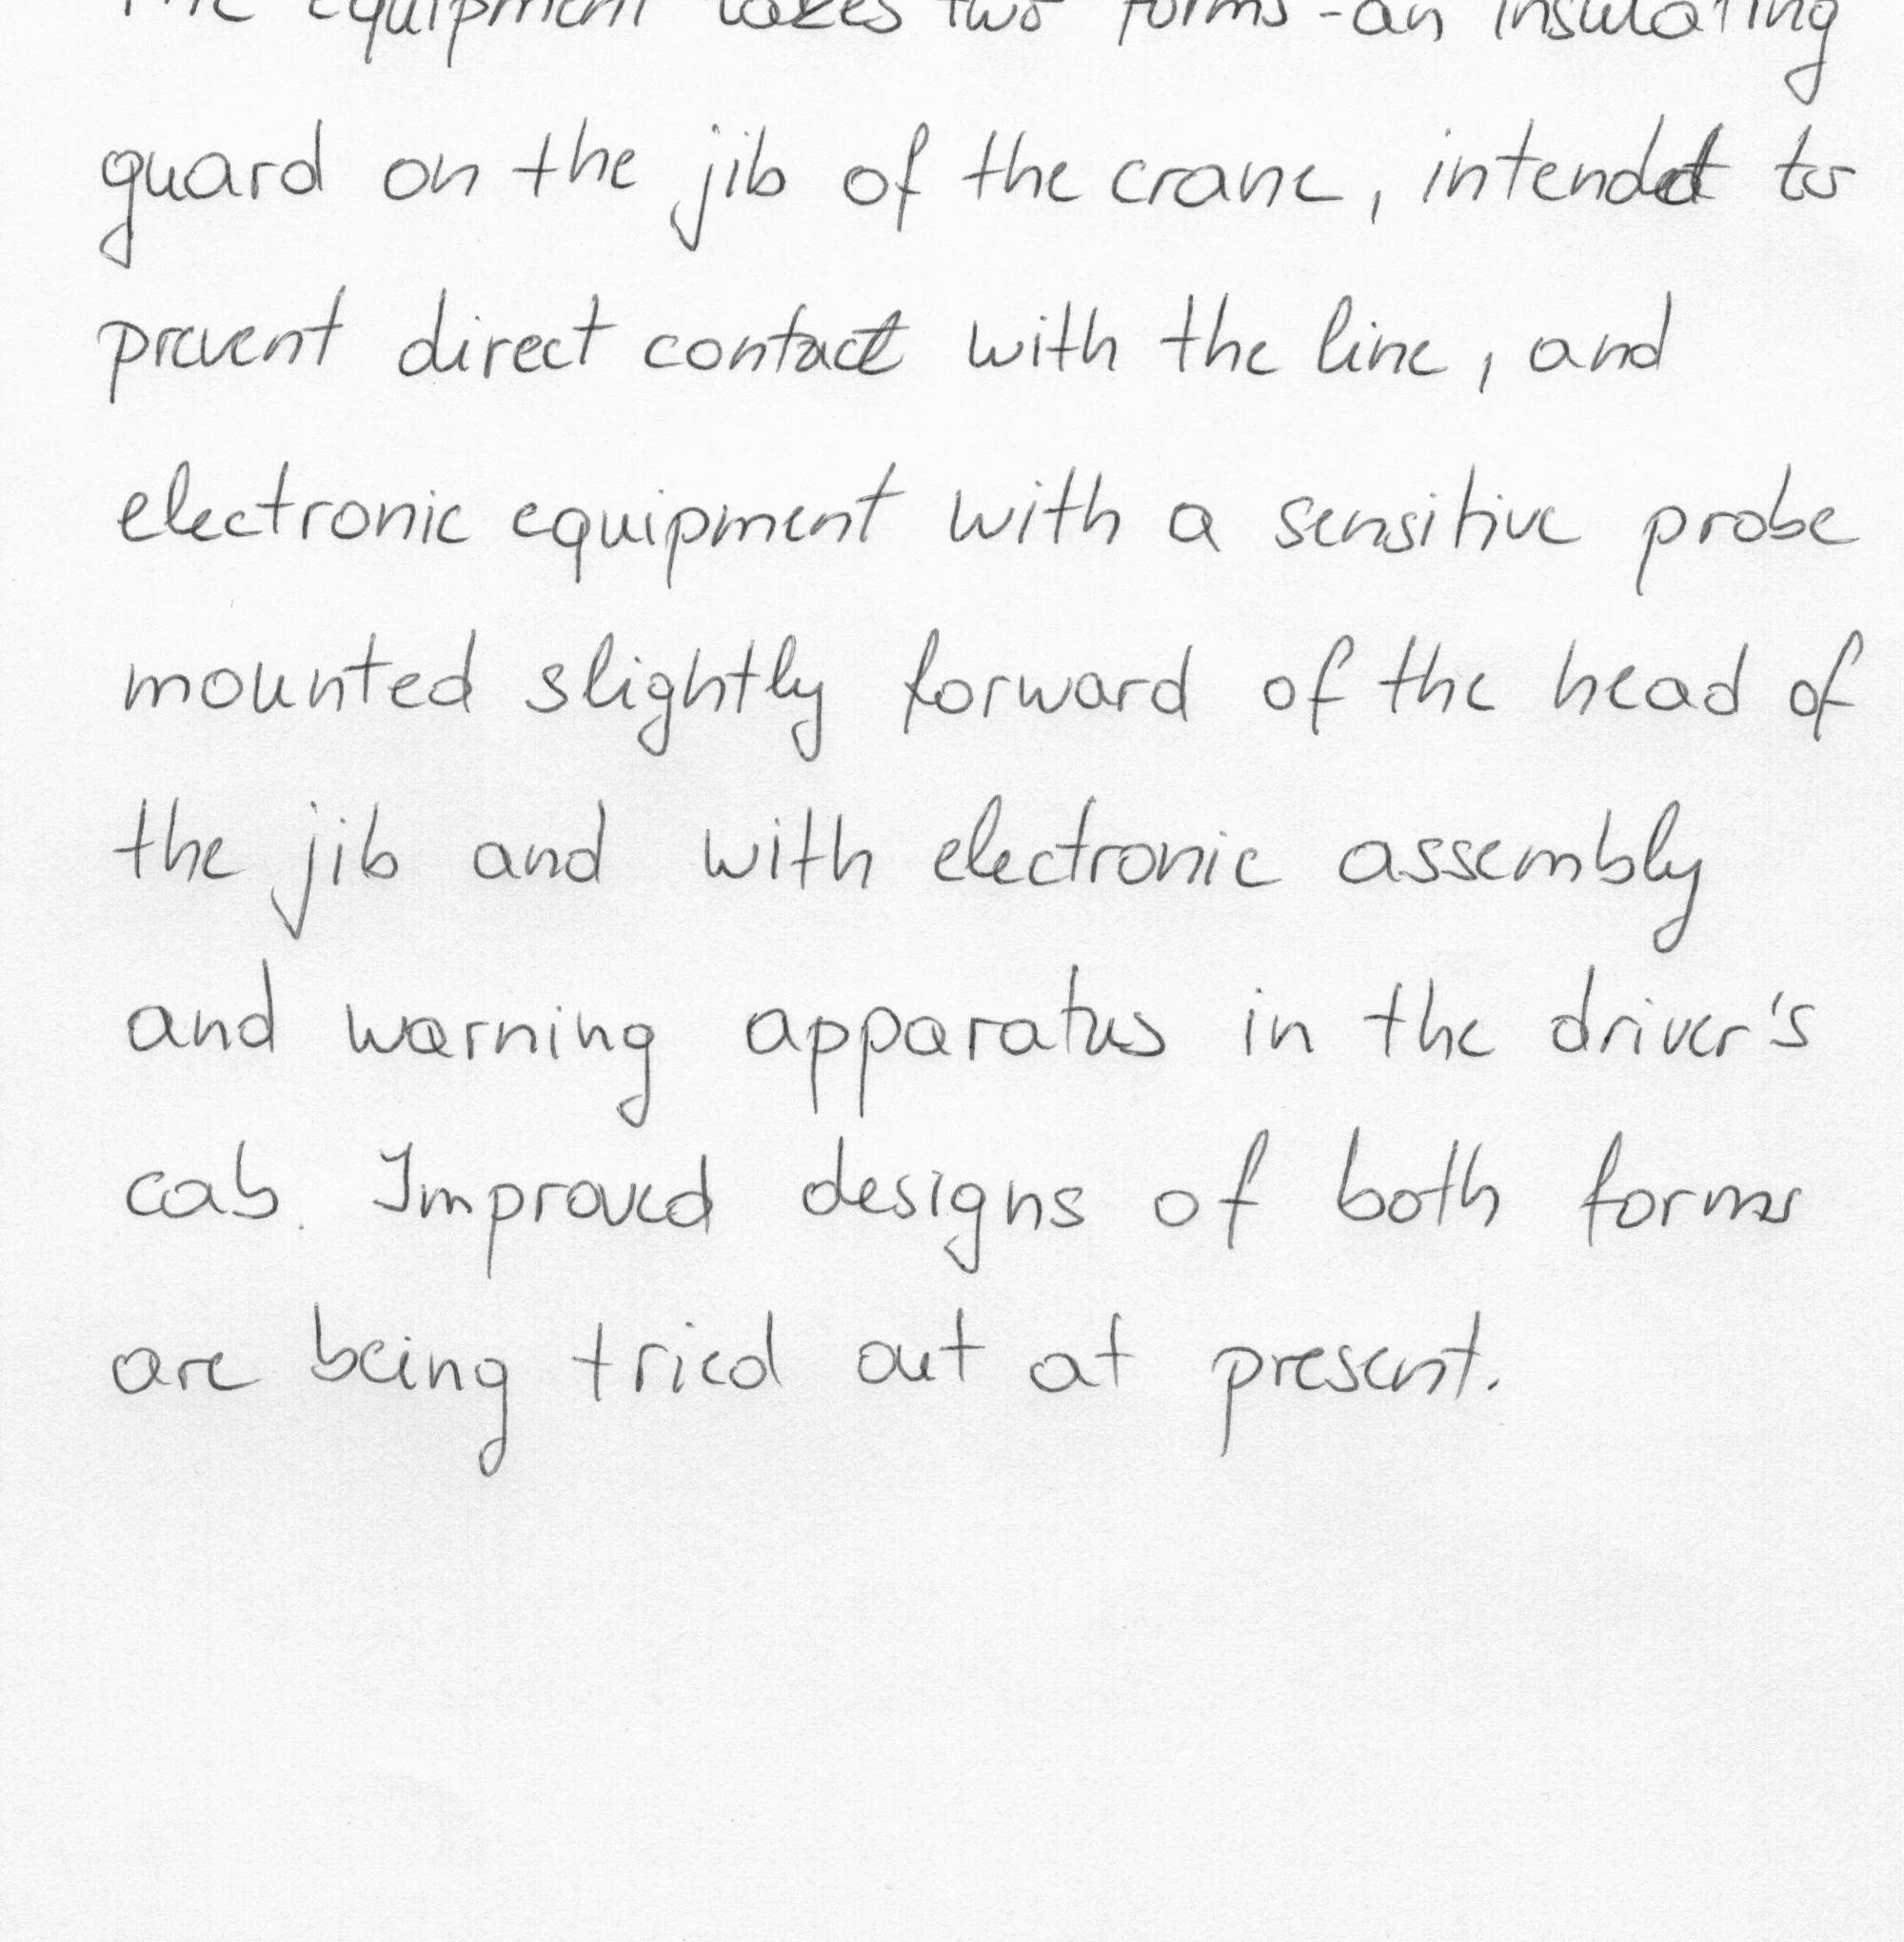 The equipment takes two forms - an insulating
guard on the jib of the crane, intended to
prevent direct contact with the line, and
electronic equipment with a sensitive probe
mounted slightly forward of the head of
the jib and with electronic assembly
and warning apparatus in the driver's
cab. Improved designs of both forms
are being tried out at present.